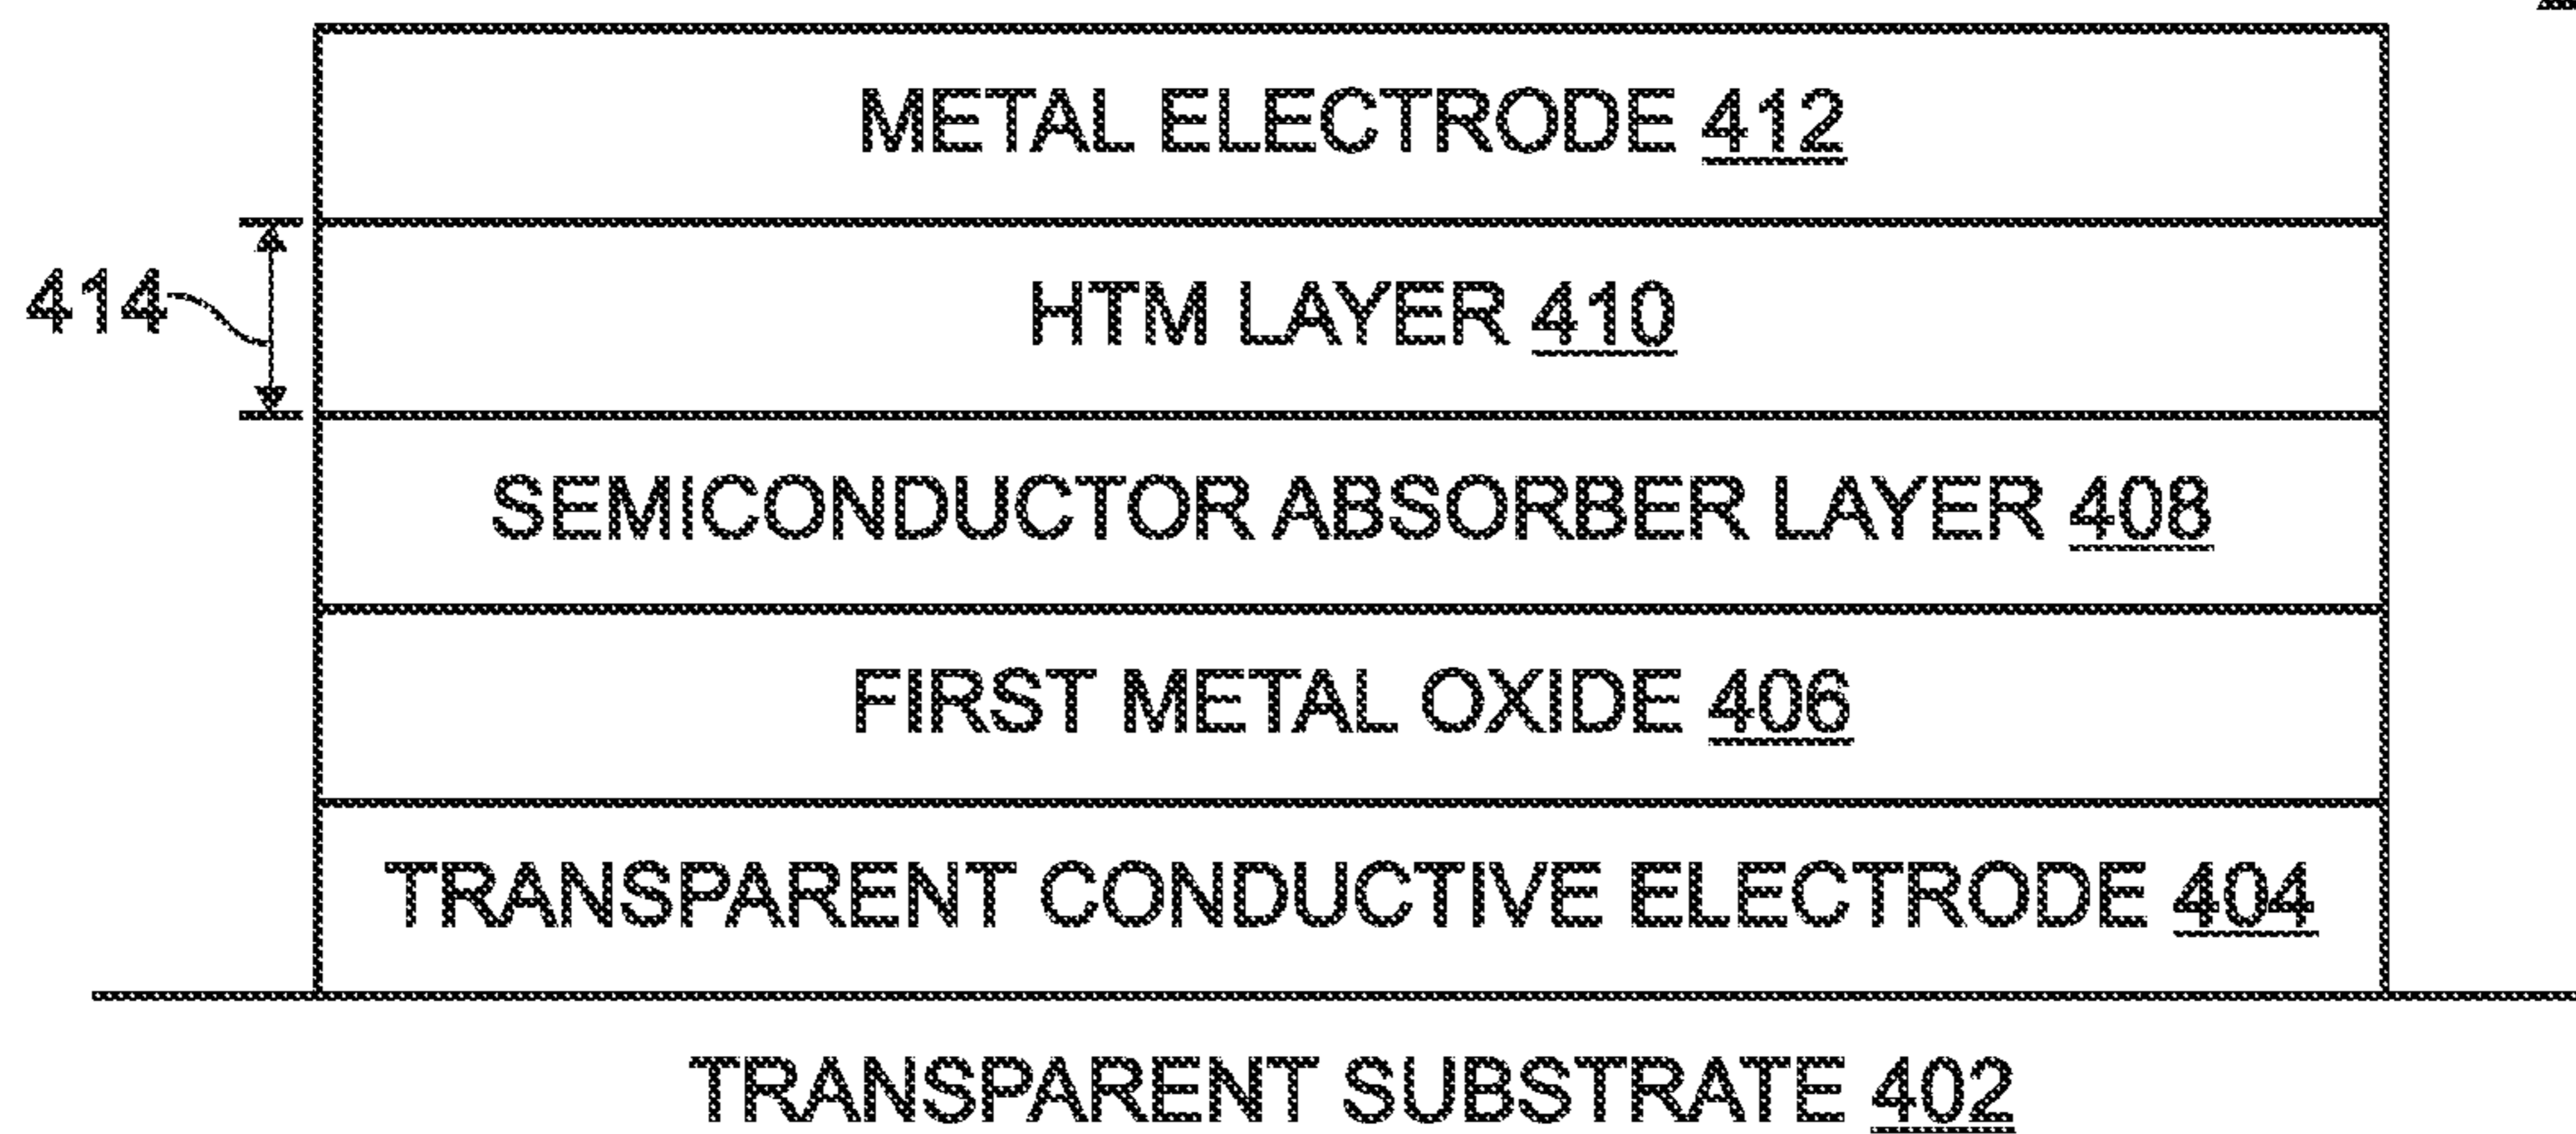 METAL ELECTRODE 412
414
HTM LAYER 410
SEMICONDUCTOR ABSORBER LAYER 408
FIRST METAL OXIDE 406
TRANSPARENT CONDUCTIVE ELECTRODE 404
TRANSPARENT SUBSTRATE 402